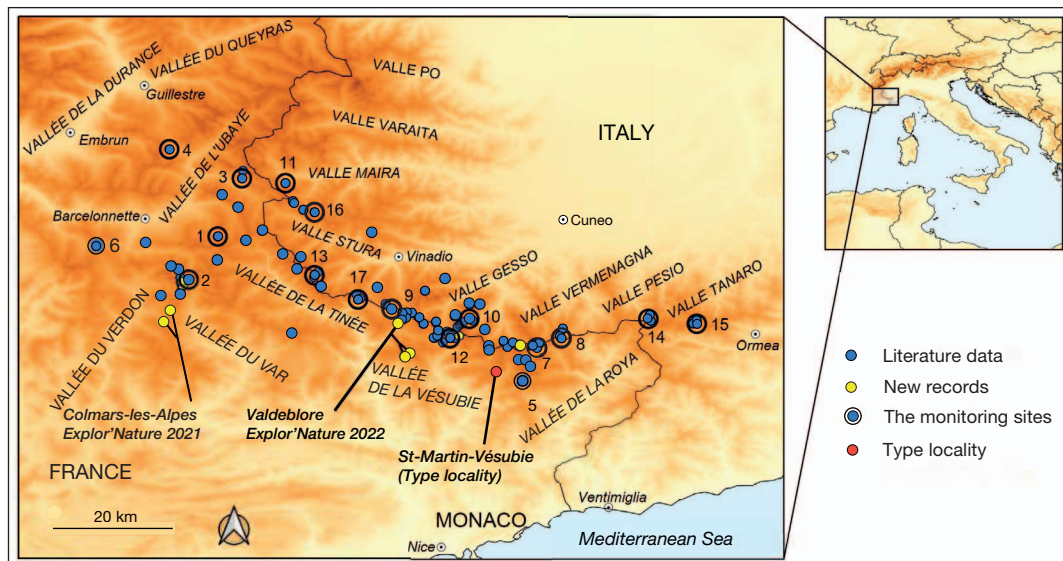 VALLÉE DU QUEYRAS
VALLÉE DE LA DURANCE
Guillestre
VALLE PO
Embrun
VALLE VARAITA
ITALY
4
VALLÉE DE L'UBAYE
11
3
VALLE MAIRA
Barcelonnette
16
Cuneo
6
1
VALLE STURA
Vinadio
13
2
17
VALLE GESSO
VALLE VERMENAGNA
VALLE PESIO
VALLE TANARO
VALLÉE DE LA TINÉE
9
10
14
15
Ormea
VALLÉE DU VERDON
VALLÉE DU VAR
12
7
8
VALLÉE
DE LA VÉSUBIE
5
VALLÉE DE LA ROYA
Colmars-les-Alpes
Explor'Nature 2021
Valdeblore
Explor'Nature 2022
St-Martin-Vésubie
(Type locality)
FRANCE
20 km
Ventimiglia
MONACO
Nice
Mediterranean Sea
Literature data
New records
The monitoring sites
Type locality